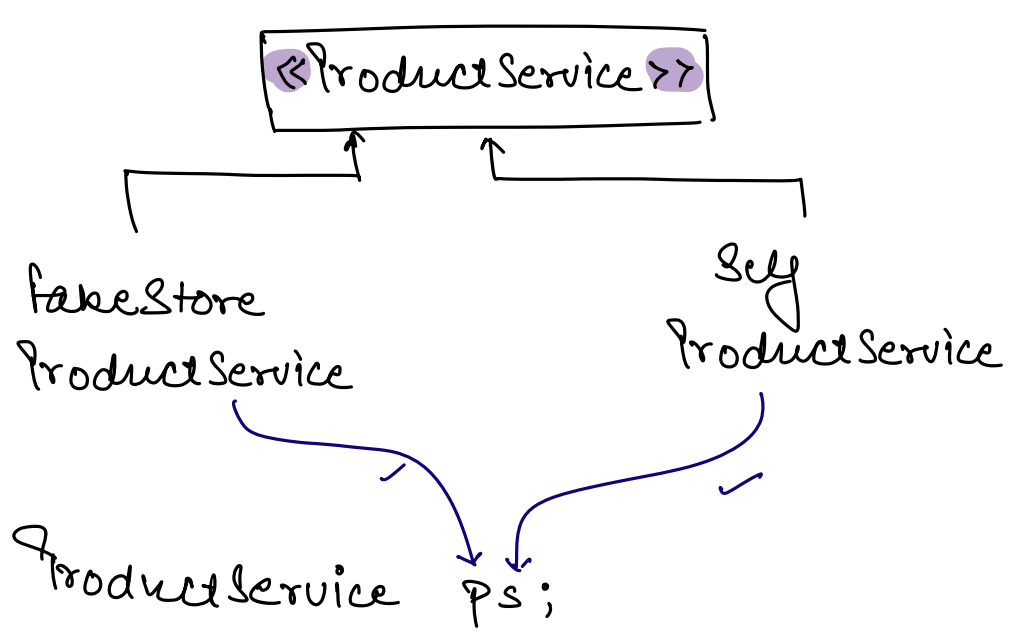 <<ProductService>>
fakeStore
ProductService
Self
ProductService
ProductService ps;